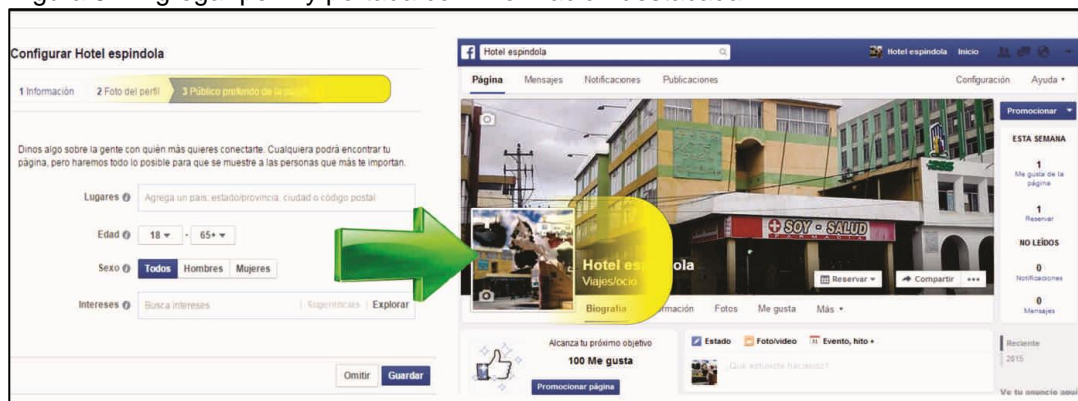 Configurar Hotel espindola
1 Información 2 Foto del perfil 3 Público preferido de la
Dinos algo sobre la gente con quién más quieres conectarte. Cualquiera podrá encontrar tu
página, pero haremos todo lo posible para que se muestre a las personas que más te importan.
Lugares
Agrega un país, estado/provincia, ciudad o código postal
Edad 18 - 65+
Sexo Todos Hombres Mujeres
Intereses Busca intereses | Sugerencias | Explorar
Omitir Guardar
f Hotel espindola
Hotel espindola Inicio
Página Mensajes Notificaciones Publicaciones Configuración Ayuda
Promocionar
ESTA SEMANA
1
Me gusta de la
página
1
Reservar
NO LEÍDOS
0
Notificaciones
0
Mensajes
Reciente
2015
Ve tu anuncio aquí
SOY SALUD
FARMACIA
Hotel es ola
Viajes/ocio
Reservar Compartir •••
Biografía rmación Fotos Me gusta Más
Alcanza tu próximo objetivo
100 Me gusta
Promocionar página
Estado Foto/video 31 Evento, hito +
¿Qué estuviste haciendo?